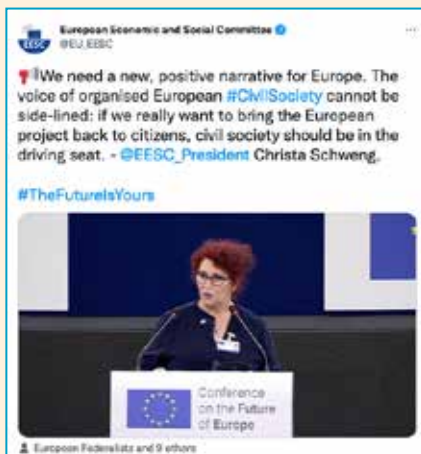 European Economic and Social Committee
@EU_EESC
EESC
We need a new, positive narrative for Europe. The
voice of organised European #CivilSociety cannot be
side-lined: if we really want to bring the European
project back to citizens, civil society should be in the
driving seat. - @EESC_President Christa Schweng,
#TheFutureIsYours
Conference
on the Future
of Europe
European Federalists and 9 others